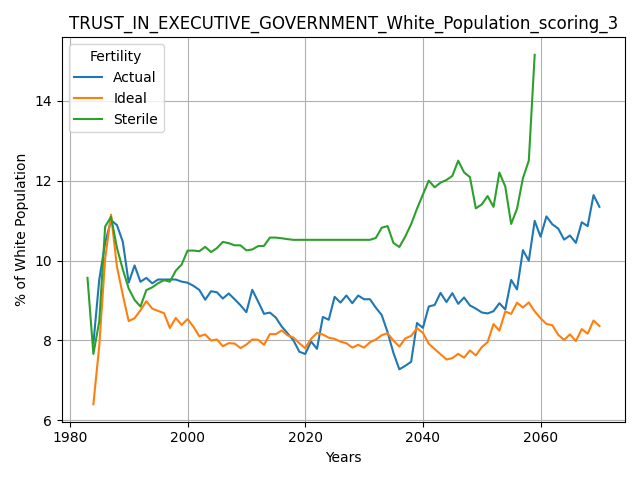 TRUST_IN_EXECUTIVE_GOVERNMENT_White_Population_scoring_3
Fertility
Actual
Ideal
Sterile
% of White Population
14
12
10
8
6
1980
2000
2020
2040
2060
Years